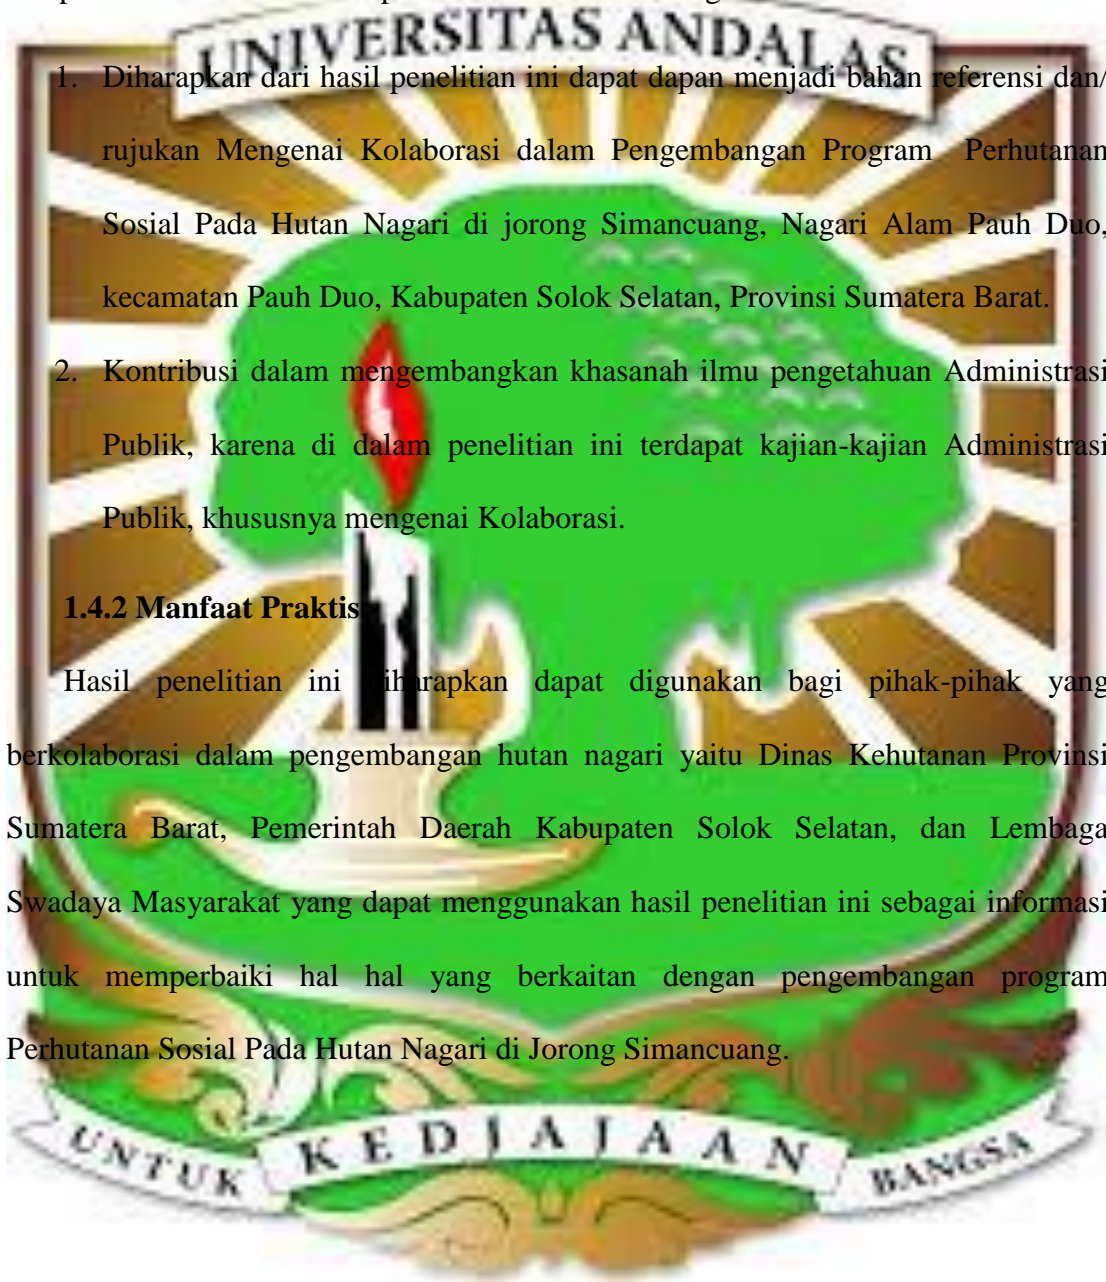 UNIVERSITAS ANDALAS
1. Diharapkan dari hasil penelitian ini dapat dapan menjadi bahan referensi dan/
rujukan Mengenai Kolaborasi dalam Pengembangan Program Perhutanan
Sosial Pada Hutan Nagari di jorong Simancuang, Nagari Alam Pauh Duo,
kecamatan Pauh Duo, Kabupaten Solok Selatan, Provinsi Sumatera Barat.
2. Kontribusi dalam mengembangkan khasanah ilmu pengetahuan Administrasi
Publik, karena di dalam penelitian ini terdapat kajian-kajian Administrasi
Publik, khususnya mengenai Kolaborasi.
1.4.2 Manfaat Praktis
Hasil penelitian ini diharapkan dapat digunakan bagi pihak-pihak yang
berkolaborasi dalam pengembangan hutan nagari yaitu Dinas Kehutanan Provinsi
Sumatera Barat, Pemerintah Daerah Kabupaten Solok Selatan, dan Lembaga
Swadaya Masyarakat yang dapat menggunakan hasil penelitian ini sebagai informasi
untuk memperbaiki hal hal yang berkaitan dengan pengembangan program
Perhutanan Sosial Pada Hutan Nagari di Jorong Simancuang.
UNTUK KEDJAJAAN BANGSA